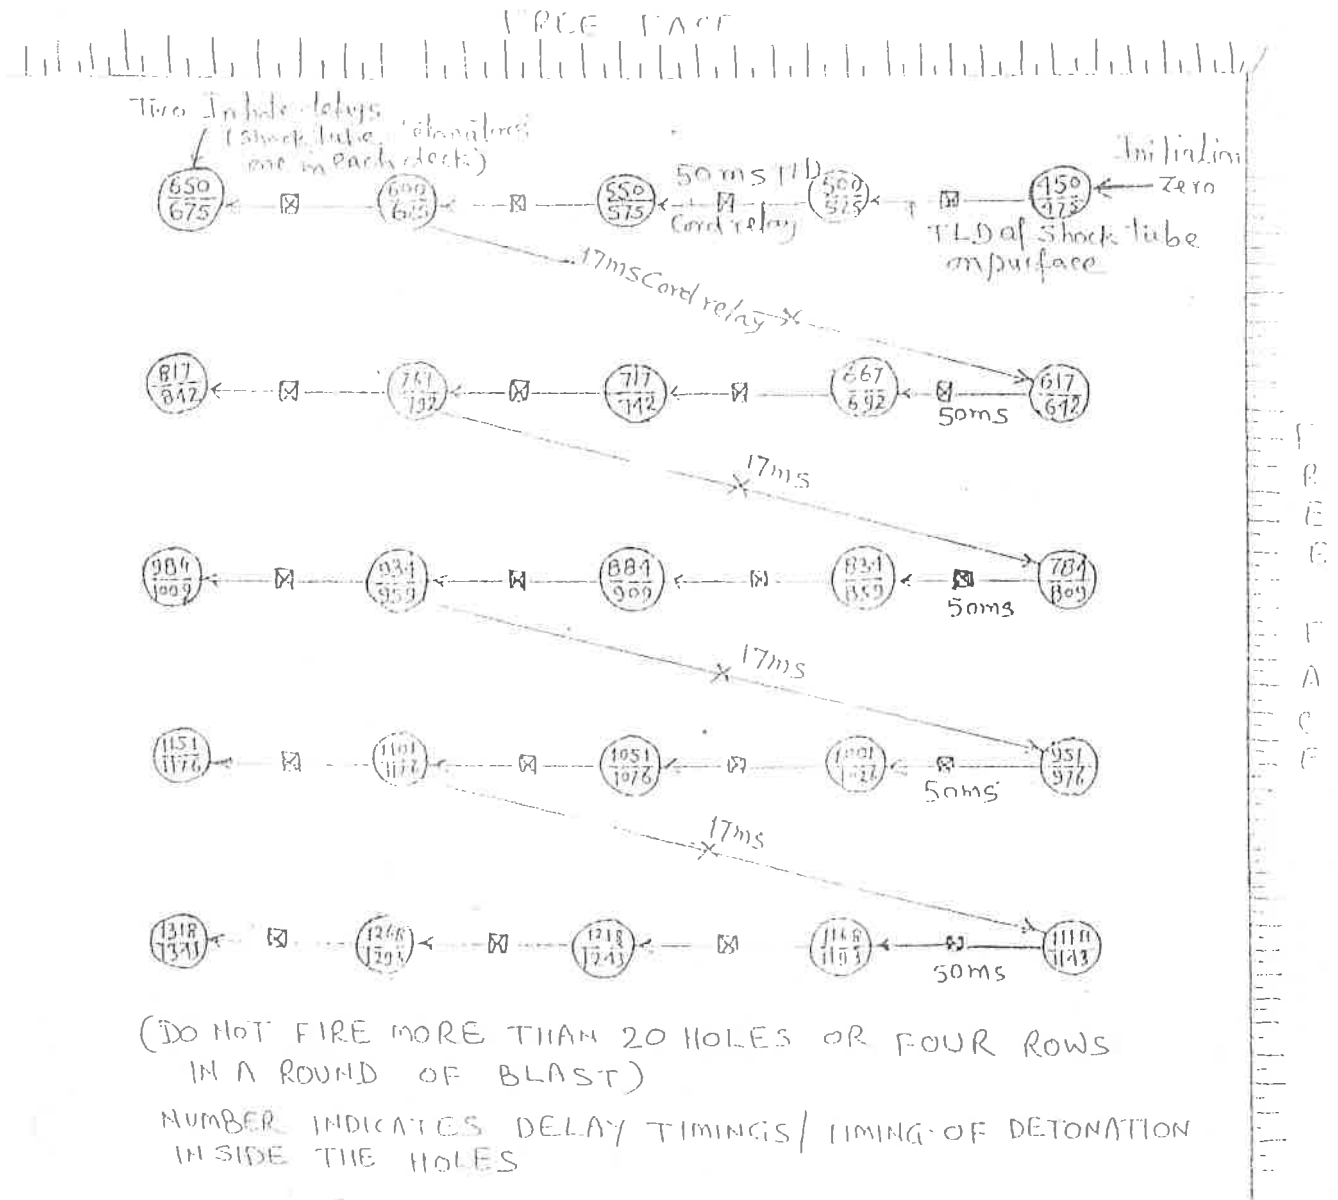 FREE FACE
Two Inhole delays
(Shock tube detonators
one in each deck)
Initiation
Zero
50 ms TLD
Cord relay
TLD of Shock tube
on surface
650
675
600
625
550
575
500
525
450
475
17ms Cord relay
817
842
767
792
717
742
667
692
617
642
50ms
17ms
984
1009
934
959
884
909
834
859
784
809
50ms
17ms
1151
1176
1101
1051
1076
1001
1026
951
976
50ms
17ms
1318
1343
1268
1293
1218
1243
1168
1193
1118
1143
50ms
FREE FACE
(DO NOT FIRE MORE THAN 20 HOLES OR FOUR ROWS
IN A ROUND OF BLAST)
NUMBER INDICATES DELAY TIMINGS/ TIMING OF DETONATION
INSIDE THE HOLES